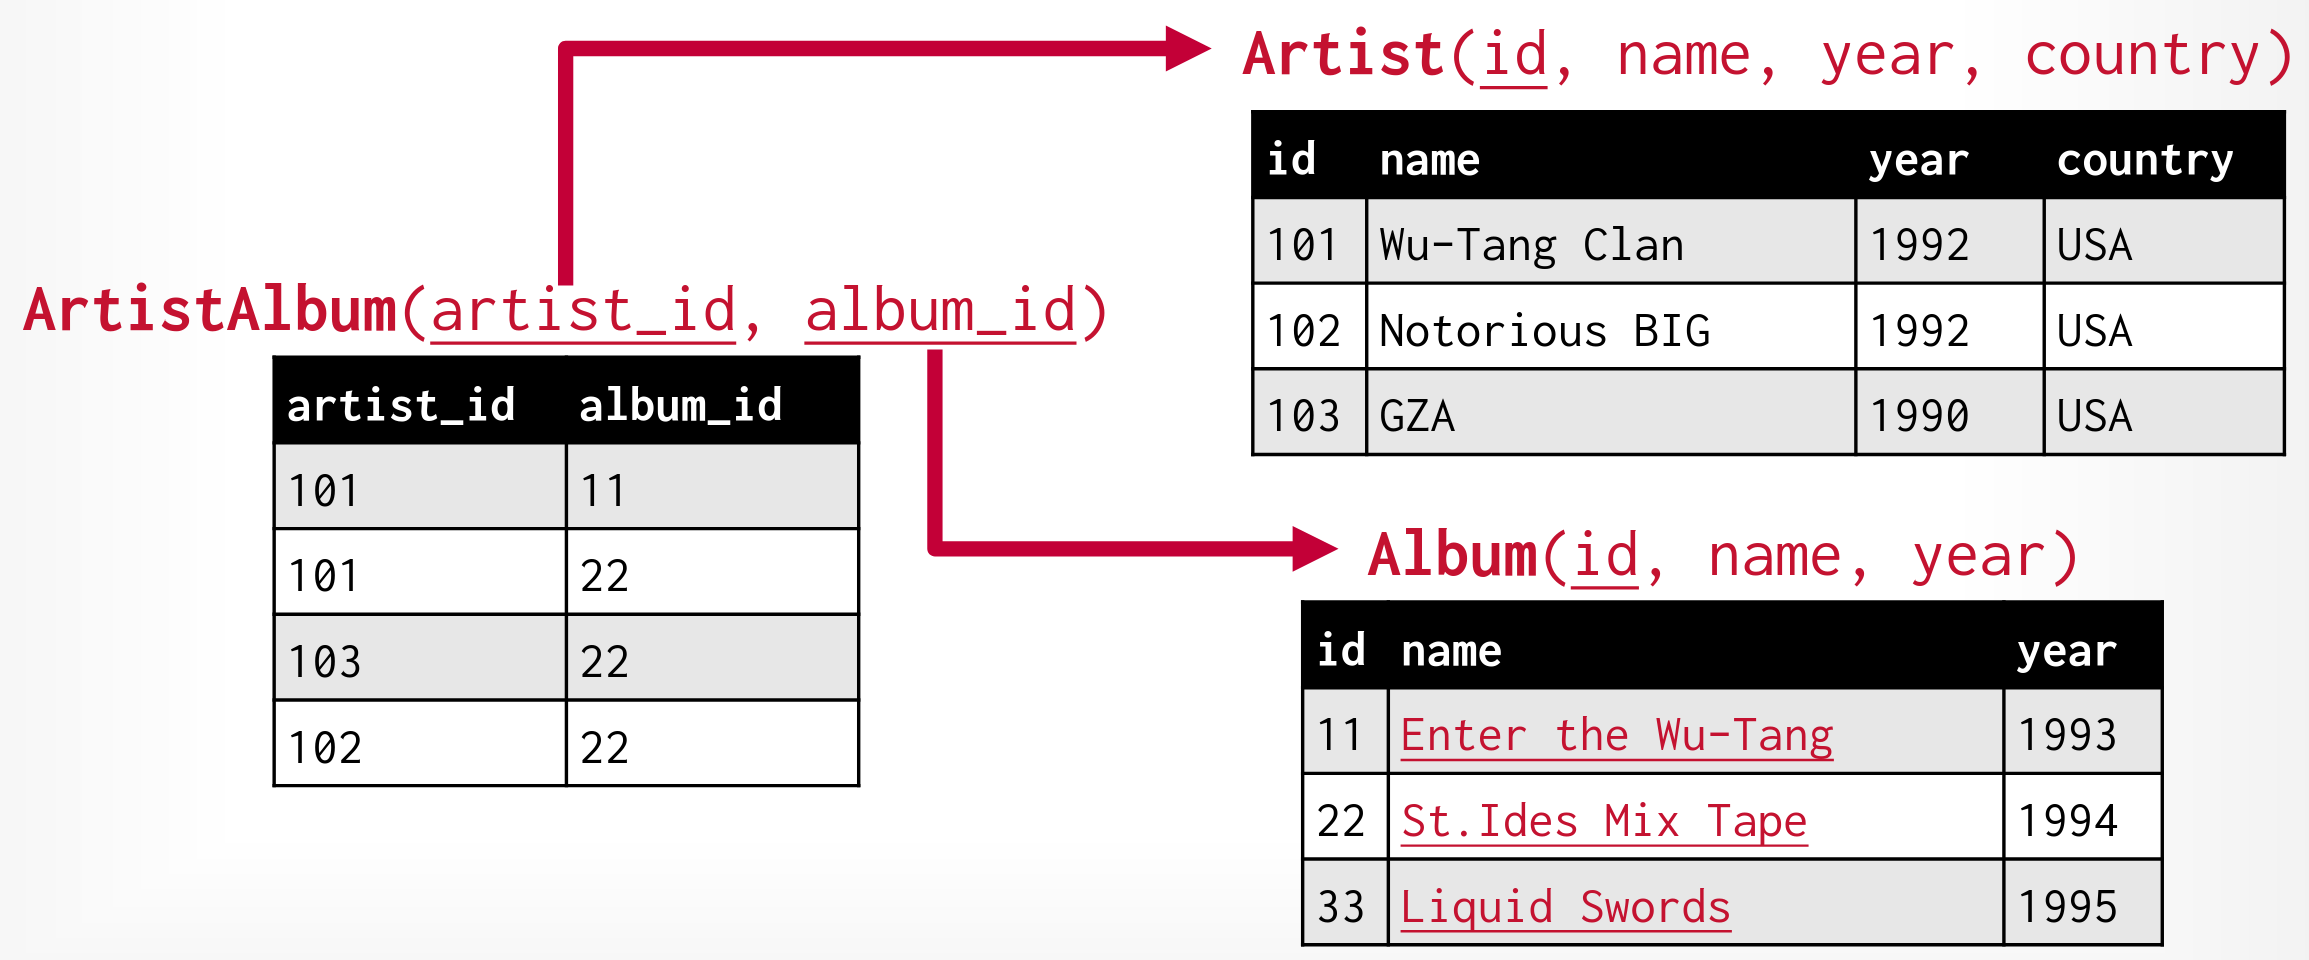 Artist(id, name, year, country)
id name year country
101 Wu-Tang Clan 1992 USA
102 Notorious BIG 1992 USA
103 GZA 1990 USA
ArtistAlbum(artist_id, album_id)
artist_id album_id
101 11
101 22
103 22
102 22
Album(id, name, year)
id name year
11 Enter the Wu-Tang 1993
22 St.Ides Mix Tape 1994
33 Liquid Swords 1995